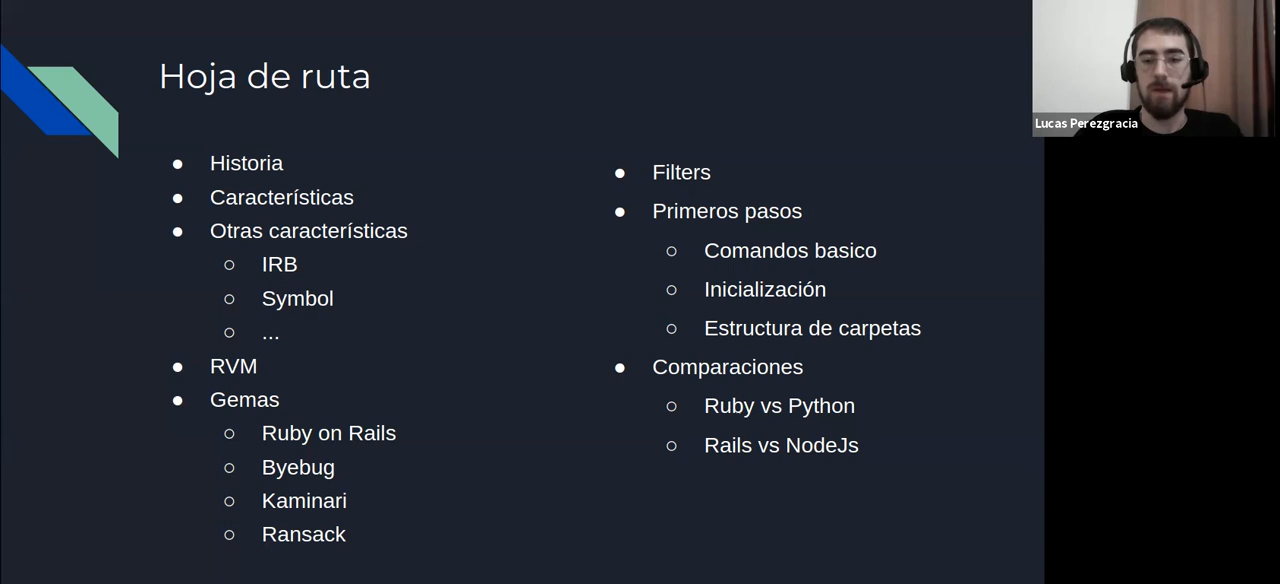 Hoja de ruta
● Historia
● Características
● Otras características
○ IRB
○ Symbol
○ ...
● RVM
● Gemas
○ Ruby on Rails
○ Byebug
○ Kaminari
○ Ransack
● Filters
● Primeros pasos
○ Comandos basico
○ Inicialización
○ Estructura de carpetas
● Comparaciones
○ Ruby vs Python
○ Rails vs NodeJs
Lucas Perezgracia